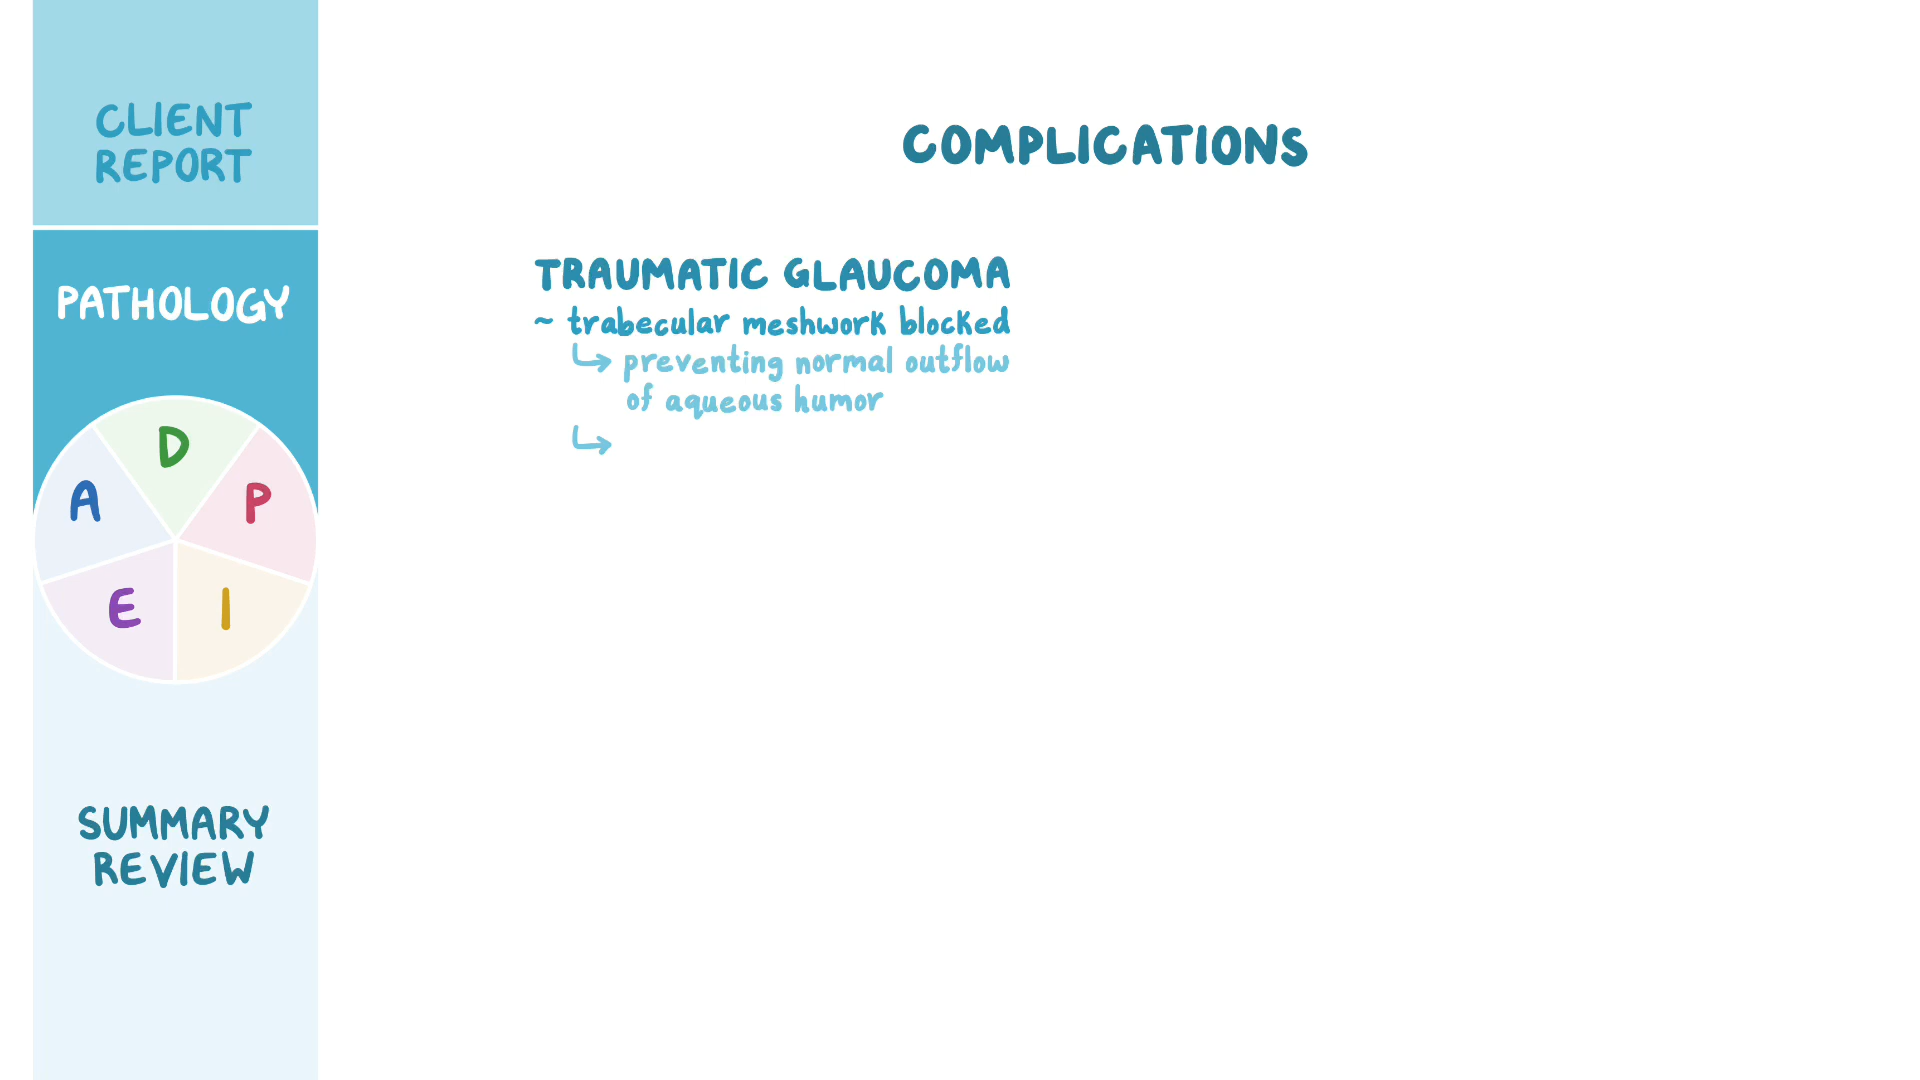 CLIENT
REPORT
PATHOLOGY
D
A
P
E
I
SUMMARY
REVIEW
COMPLICATIONS
TRAUMATIC GLAUCOMA
~ trabecular meshwork blocked
↳ preventing normal outflow
of aqueous humor
↳